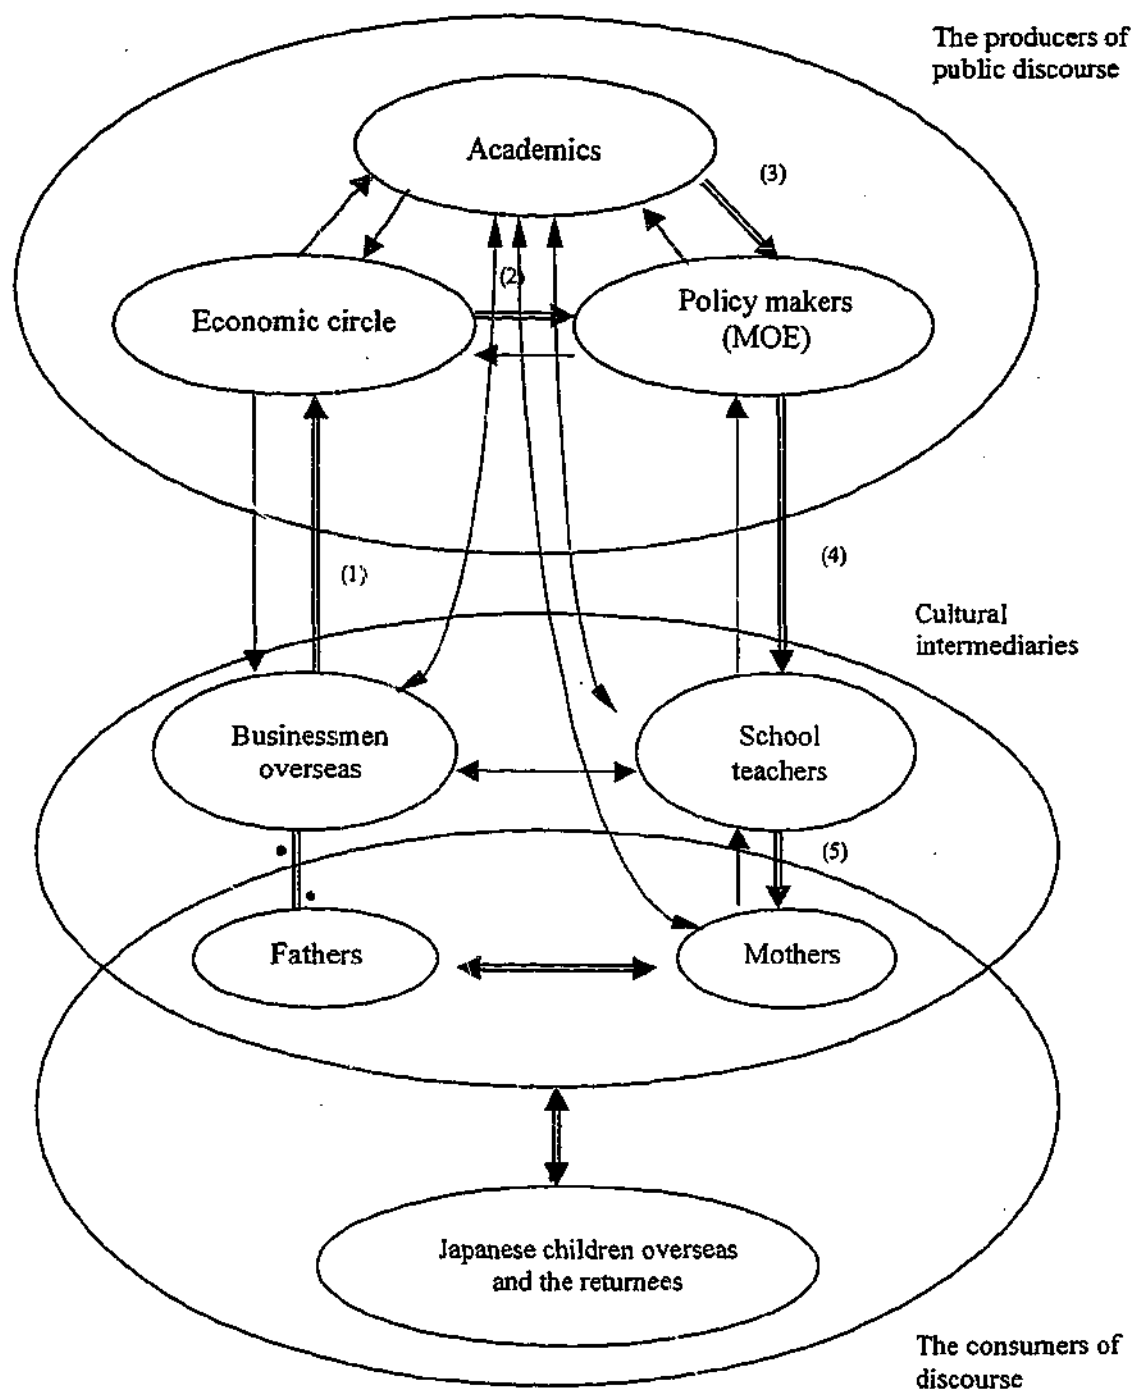 The producers of
public discourse
Academics
(3)
(2)
Economic circle
Policy makers
(MOE)
(1)
(4)
Cultural
intermediaries
Businessmen
overseas
School
teachers
(5)
Fathers
Mothers
Japanese children overseas
and the returnees
The consumers of
discourse